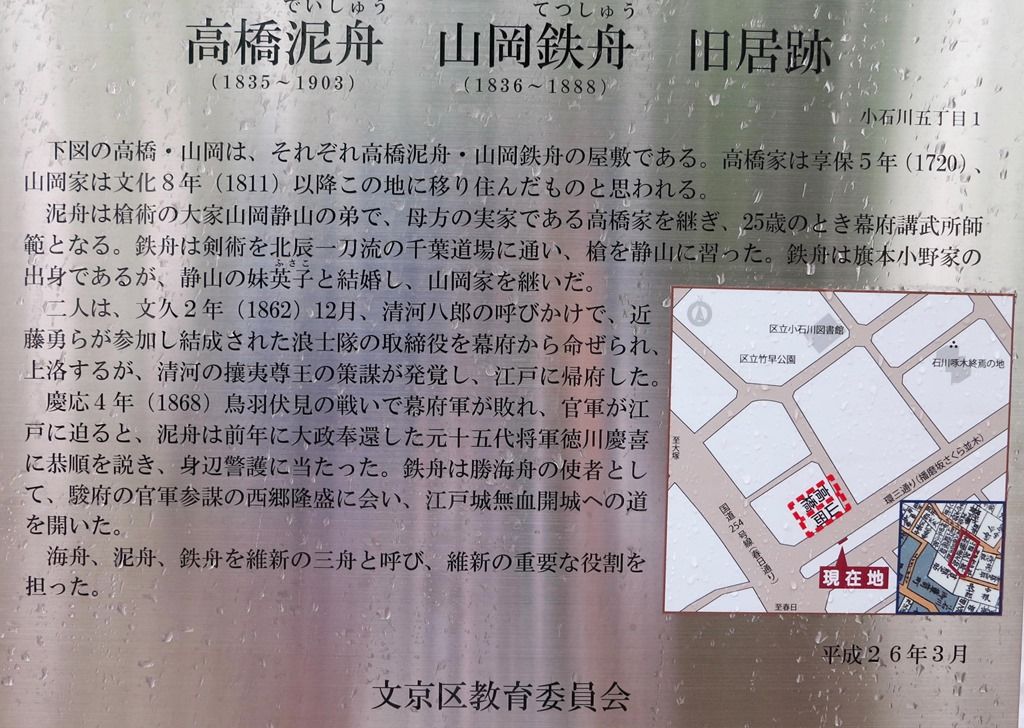 でいしゅう てつしゅう
高橋泥舟 山岡鉄舟 旧居跡
(1835～1903) (1836～1888)
小石川五丁目1
下図の高橋・山岡は、それぞれ高橋泥舟・山岡鉄舟の屋敷である。高橋家は享保5年(1720)、
山岡家は文化8年(1811)以降この地に移り住んだものと思われる。
泥舟は槍術の大家山岡静山の弟で、母方の実家である高橋家を継ぎ、25歳のとき幕府講武所師
範となる。鉄舟は剣術を北辰一刀流の千葉道場に通い、槍を静山に習った。鉄舟は旗本小野家の
ふさこ
出身であるが、静山の妹英子と結婚し、山岡家を継いだ。
二人は、文久2年(1862)12月、清河八郎の呼びかけで、近
藤勇らが参加し結成された浪士隊の取締役を幕府から命ぜられ、
上洛するが、清河の攘夷尊王の策謀が発覚し、江戸に帰府した。
慶応4年(1868)鳥羽伏見の戦いで幕府軍が敗れ、官軍が江
戸に迫ると、泥舟は前年に大政奉還した元十五代将軍徳川慶喜
に恭順を説き、身辺警護に当たった。鉄舟は勝海舟の使者とし
て、駿府の官軍参謀の西郷隆盛に会い、江戸城無血開城への道
を開いた。
海舟、泥舟、鉄舟を維新の三舟と呼び、維新の重要な役割を
担った。
区立小石川図書館
区立竹早公園
石川啄木終焉の地
至大塚
環三通り(播磨坂さくら並木)
国道254号線(春日通り)
高橋
山岡
現在地
至春日
平成26年3月
文京区教育委員会